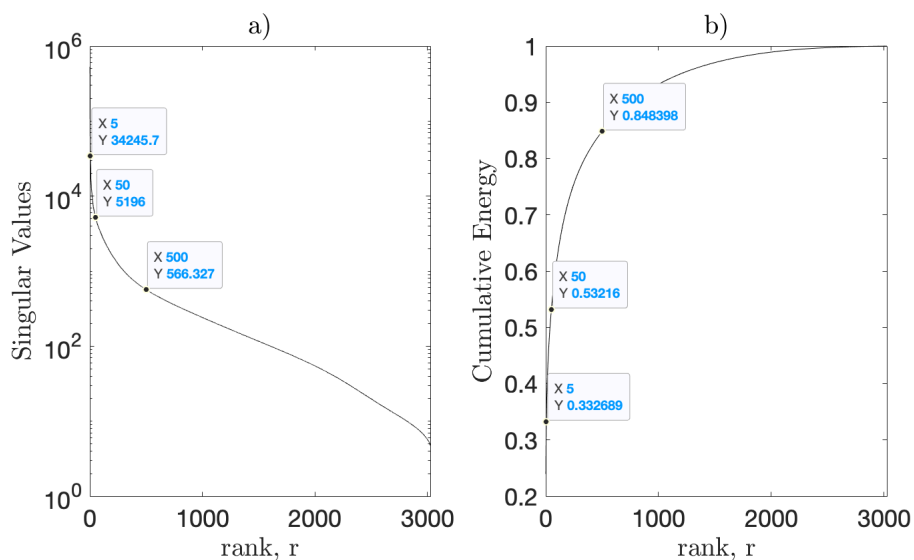 a)
10^6
10^4
10^2
10^0
Singular Values
X 5
Y 34245.7
X 50
Y 5196
X 500
Y 566.327
0 1000 2000 3000
rank, r
b)
1
0.9
0.8
0.7
0.6
0.5
0.4
0.3
0.2
Cumulative Energy
X 500
Y 0.848398
X 50
Y 0.53216
X 5
Y 0.332689
0 1000 2000 3000
rank, r